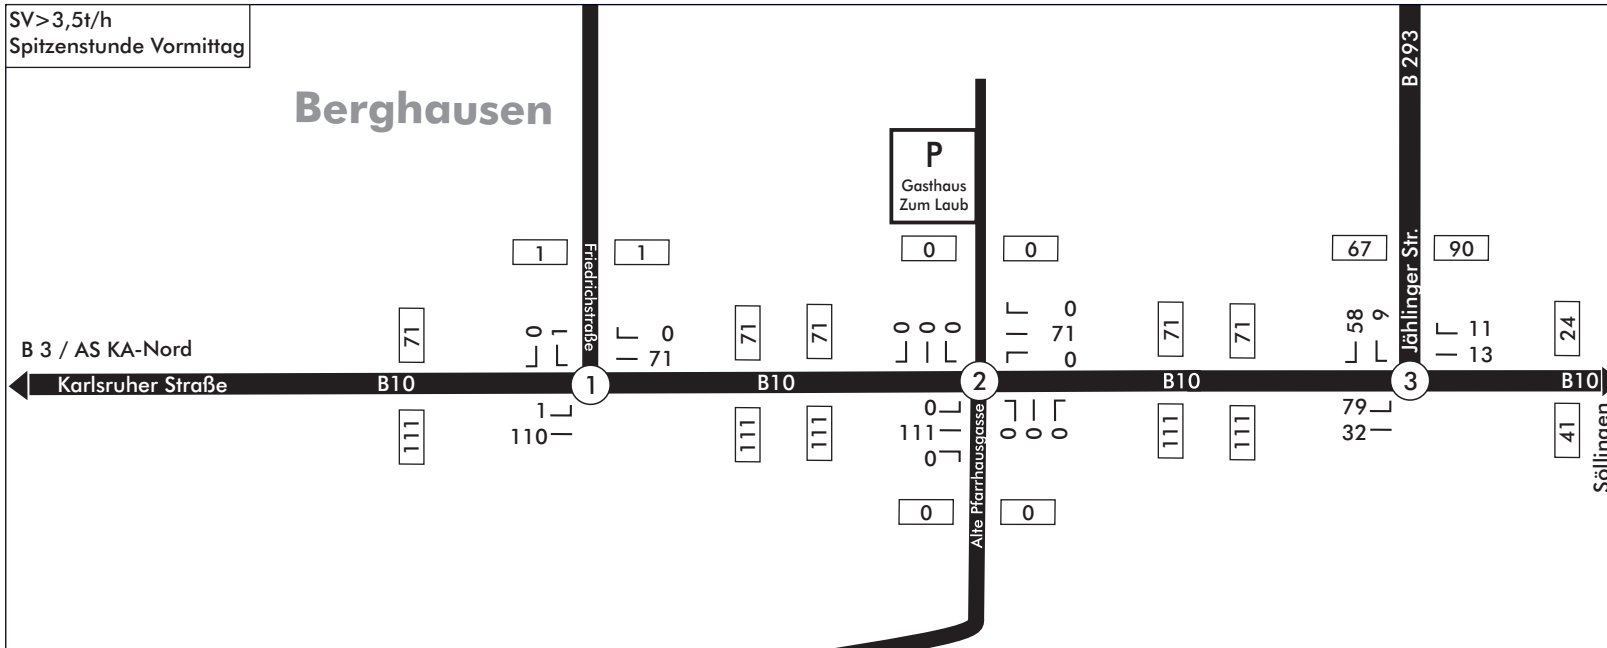 SV>3,5t/h
Spitzenstunde Vormittag
Berghausen
B 293
P
Gasthaus
Zum Laub
1
Friedrichstraße
1
0
0
67
Jählinger Str.
90
71
0
1
0
71
71
71
0
0
0
0
71
0
71
71
58
9
11
13
24
B 3 / AS KA-Nord
Karlsruher Straße
B10
1
B10
2
B10
3
B10
111
1
110
111
111
0
111
0
Alte Pfarrhausgasse
0
0
0
111
111
79
32
41
Söllingen
0
0